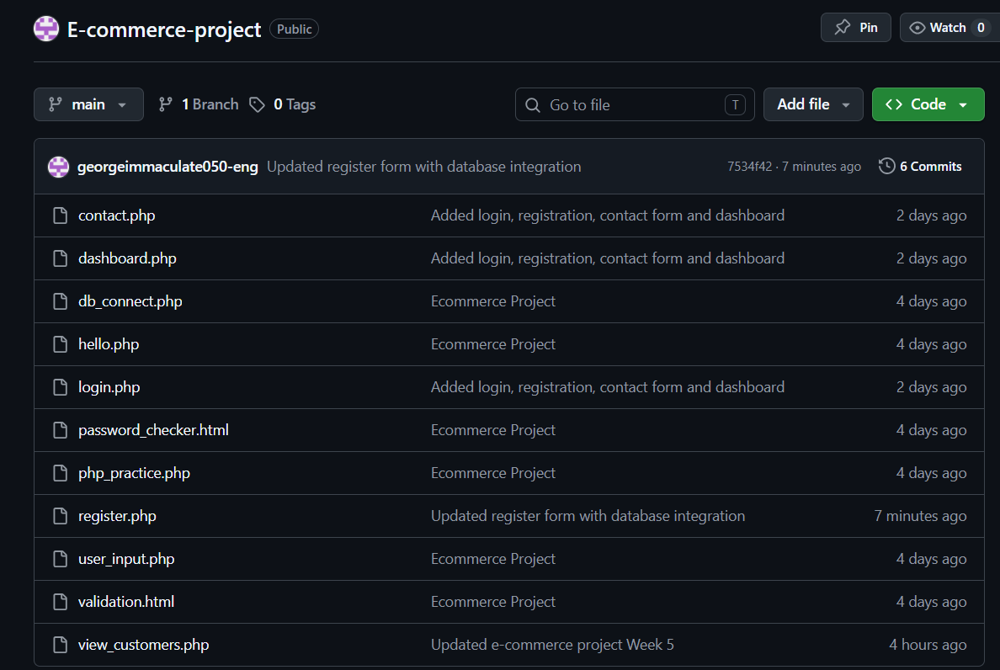 E-commerce-project Public Pin Watch 0
main 1 Branch 0 Tags Go to file T Add file Code
georgeimmaculate050-eng Updated register form with database integration 7534f42 · 7 minutes ago 6 Commits
contact.php Added login, registration, contact form and dashboard 2 days ago
dashboard.php Added login, registration, contact form and dashboard 2 days ago
db_connect.php Ecommerce Project 4 days ago
hello.php Ecommerce Project 4 days ago
login.php Added login, registration, contact form and dashboard 2 days ago
password_checker.html Ecommerce Project 4 days ago
php_practice.php Ecommerce Project 4 days ago
register.php Updated register form with database integration 7 minutes ago
user_input.php Ecommerce Project 4 days ago
validation.html Ecommerce Project 4 days ago
view_customers.php Updated e-commerce project Week 5 4 hours ago